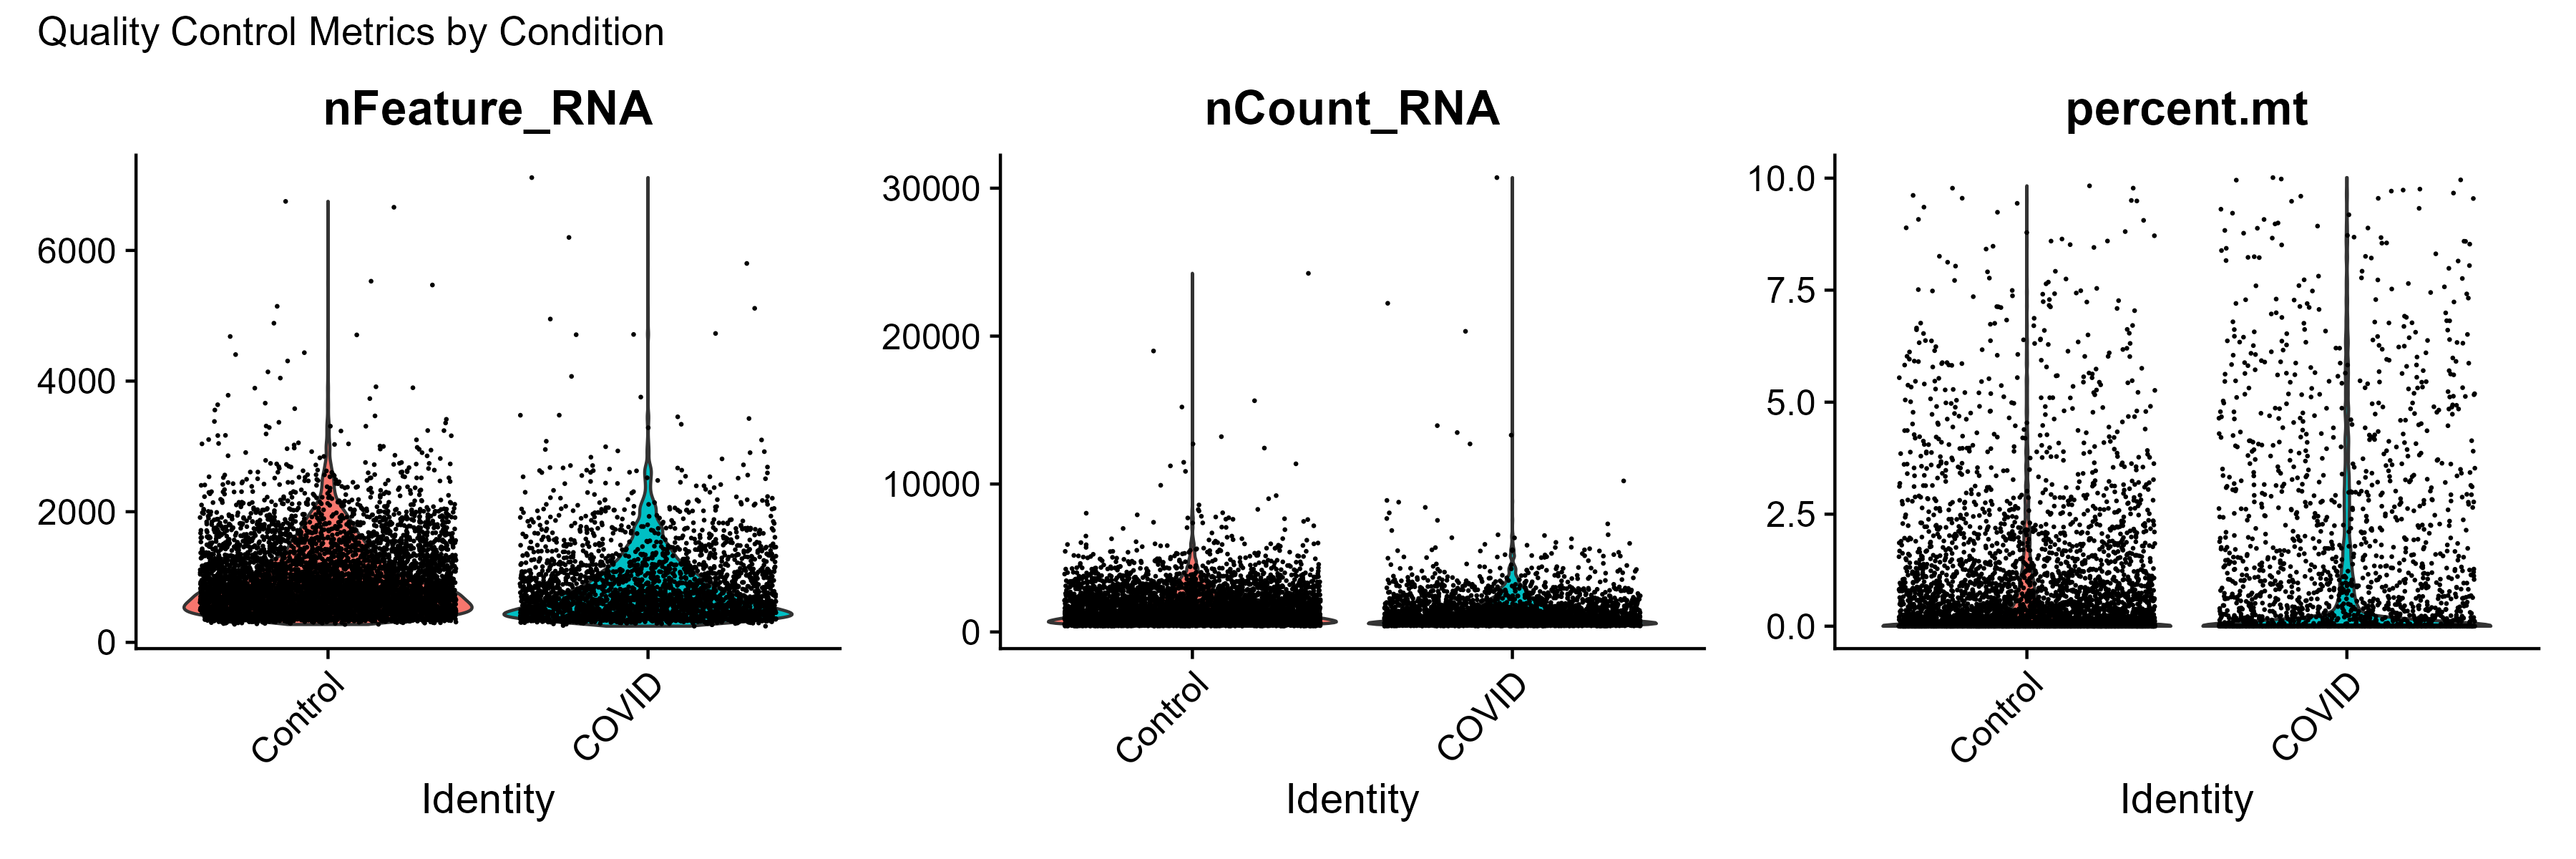 Quality Control Metrics by Condition
nFeature_RNA
6000
4000
2000
0
Control
COVID
Identity
nCount_RNA
30000
20000
10000
0
Control
COVID
Identity
percent.mt
10.0
7.5
5.0
2.5
0.0
Control
COVID
Identity